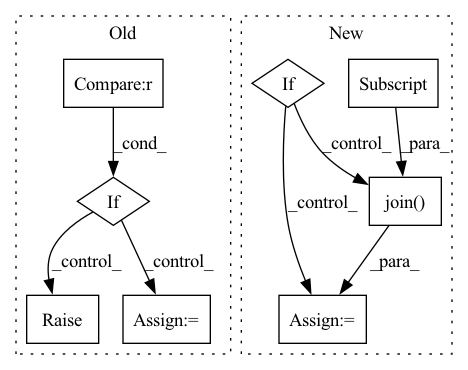 Old
New
Compare:r
If
Subscript
_cond_
_control_
_para_
If
_control_
join()
_control_
_control_
_para_
Raise
Assign:=
Assign:=